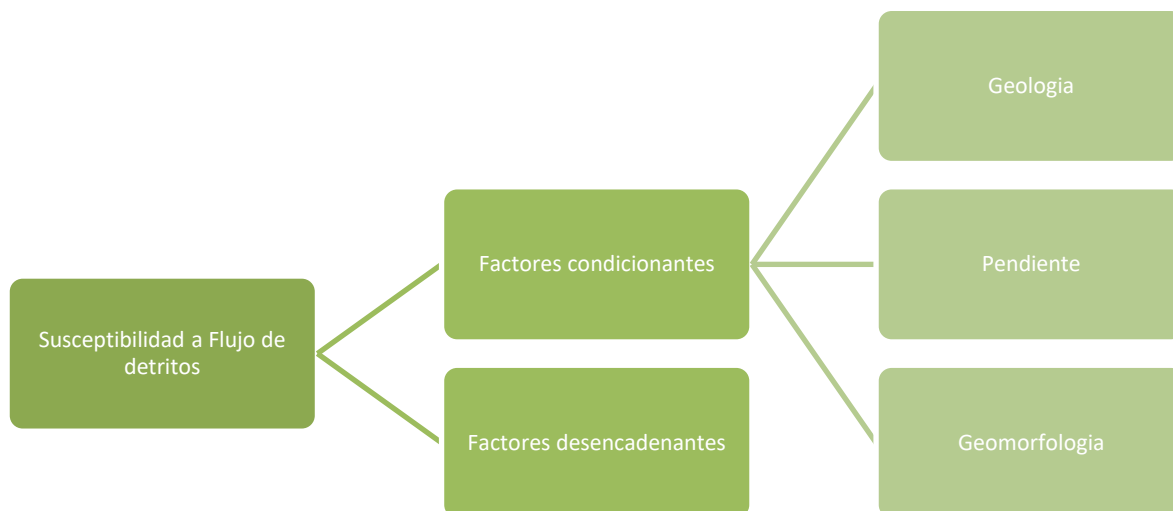 Susceptibilidad a Flujo de
detritos
Factores condicionantes
Factores desencadenantes
Geologia
Pendiente
Geomorfologia